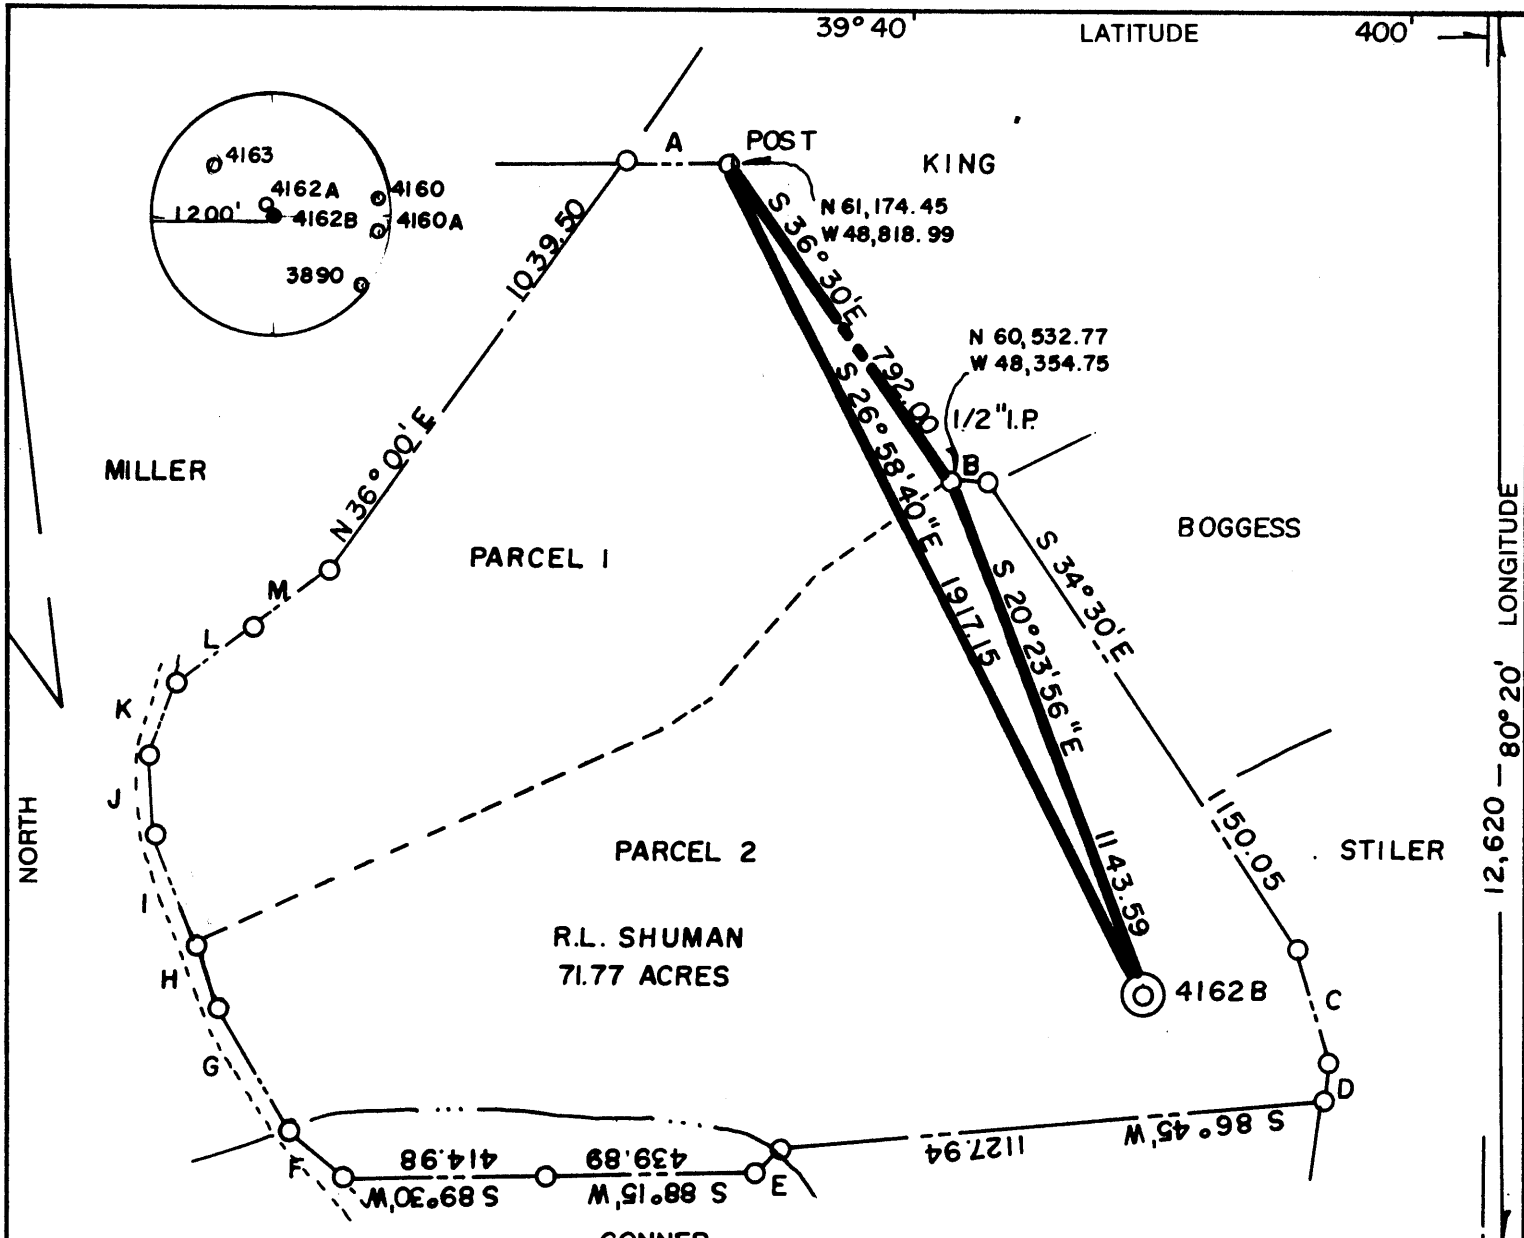 39°40'
LATITUDE
400'
A
POST
KING
4163
4162A
4160
1200'
4162B
4160A
3890
N 61,174.45
W 48,818.99
1039.50
S 36°30'E
792.00
N 60,532.77
W 48,354.75
1/2" I.P.
B
N 36°00'E
MILLER
PARCEL 1
S 26°58'40"E 1917.15
BOGGESS
S 34°30'E
1150.05
S 20°23'56"E
1143.59
M
L
K
J
I
H
G
F
NORTH
PARCEL 2
R.L. SHUMAN
71.77 ACRES
STILER
4162B
C
D
12,620 — 80°20' LONGITUDE
S 86°45'W
1127.94
E
439.89
S 88°15'W
414.98
S 89°30'W
CONNER